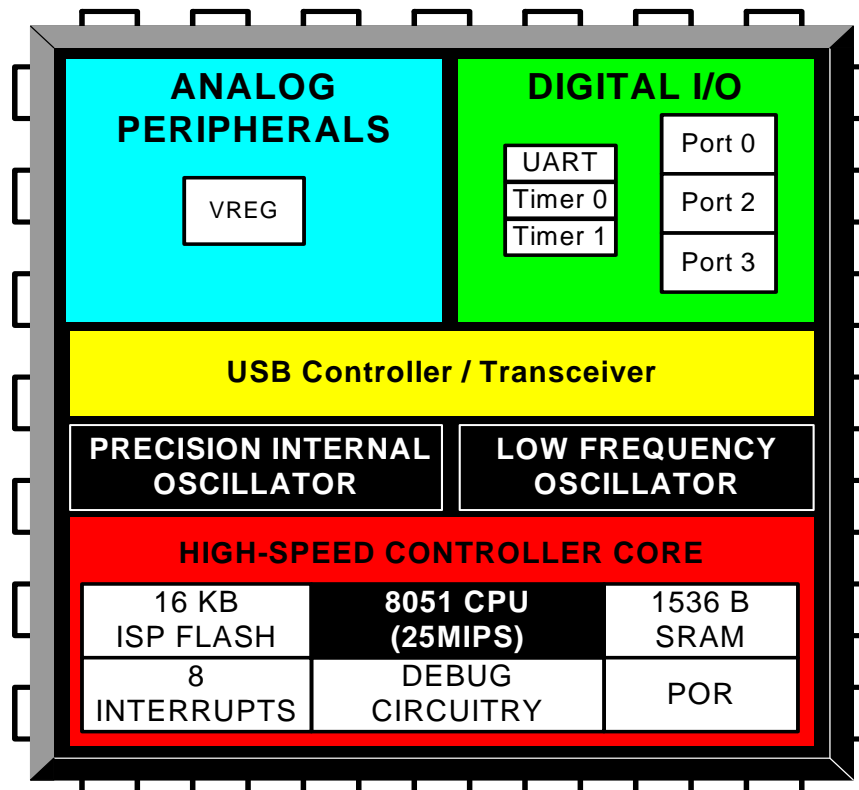 ANALOG
PERIPHERALS
VREG
DIGITAL I/O
UART
Timer 0
Timer 1
Port 0
Port 2
Port 3
USB Controller / Transceiver
PRECISION INTERNAL
OSCILLATOR
LOW FREQUENCY
OSCILLATOR
HIGH-SPEED CONTROLLER CORE
16 KB
ISP FLASH
8051 CPU
(25MIPS)
1536 B
SRAM
8
INTERRUPTS
DEBUG
CIRCUITRY
POR